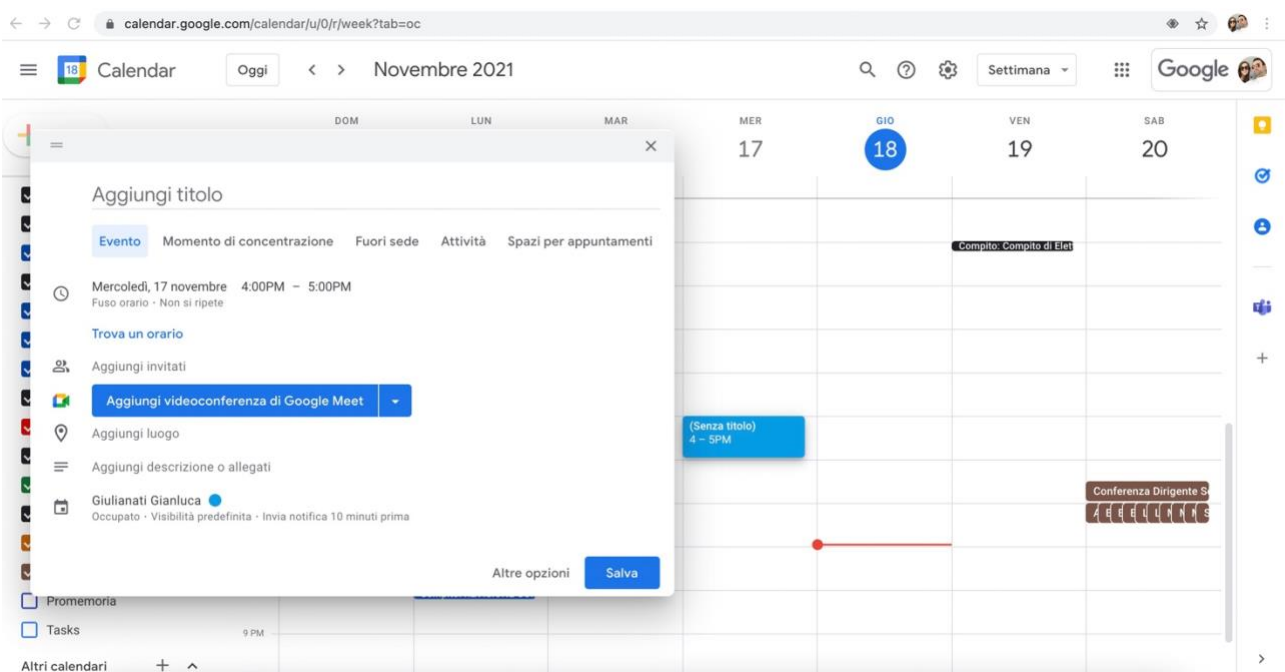 calendar.google.com/calendar/u/0/r/week?tab=oc
18 Calendar Oggi Novembre 2021 Settimana Google
DOM LUN MAR MER GIO VEN SAB
17 18 19 20
Aggiungi titolo
Evento Momento di concentrazione Fuori sede Attività Spazi per appuntamenti
Compito: Compito di Elet
Mercoledì, 17 novembre 4:00PM – 5:00PM
Fuso orario · Non si ripete
Trova un orario
Aggiungi invitati
Aggiungi videoconferenza di Google Meet
Aggiungi luogo
(Senza titolo)
4 – 5PM
Aggiungi descrizione o allegati
Conferenza Dirigente S
Giulianati Gianluca
Occupato · Visibilità predefinita · Invia notifica 10 minuti prima
Altre opzioni Salva
Promemoria
Tasks
9 PM
Altri calendari